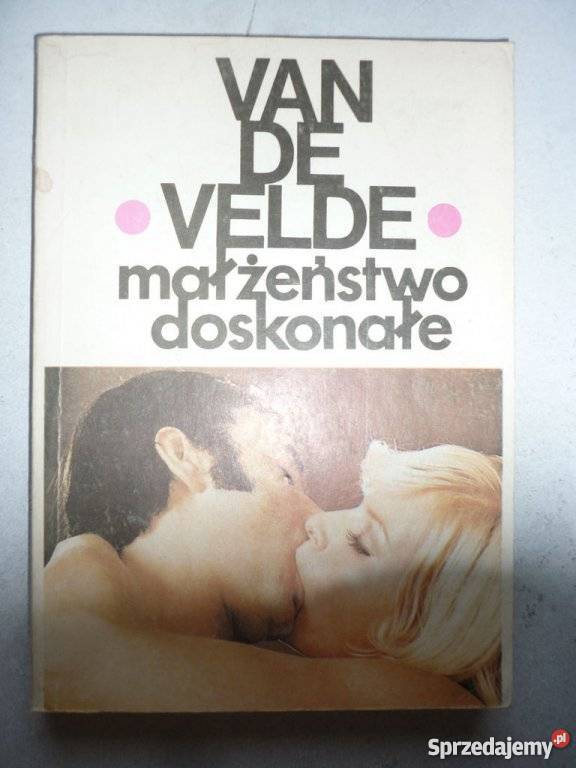 VAN
DE
VELDE
małżeństwo
doskonałe
Sprzedajemy.pl